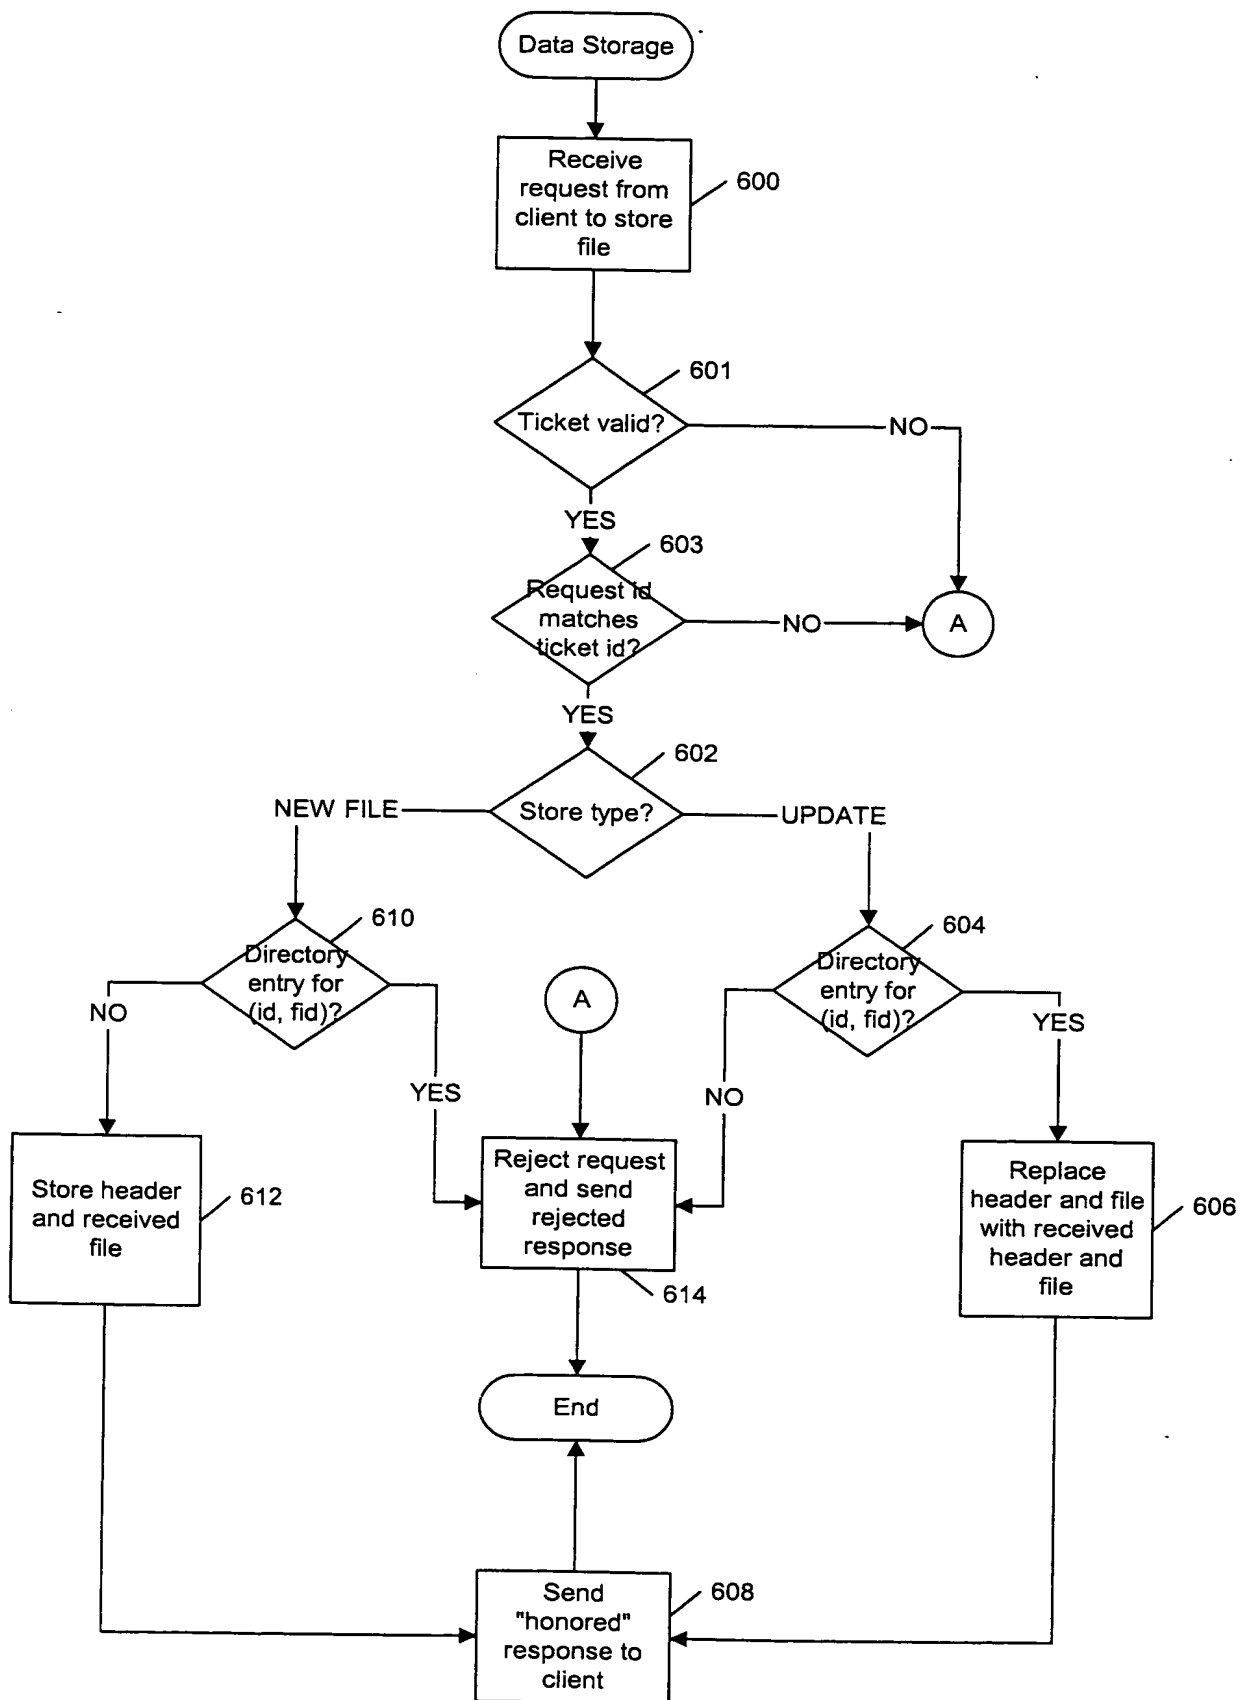 Data Storage
Receive
request from
client to store
file
600
601
Ticket valid?
NO
YES
603
Request id
matches
ticket id?
NO
A
YES
602
NEW FILE
Store type?
UPDATE
610
Directory
entry for
(id, fid)?
NO
YES
A
604
Directory
entry for
(id, fid)?
YES
NO
Store header
and received
file
612
Reject request
and send
rejected
response
614
Replace
header and file
with received
header and
file
606
End
Send
"honored"
response to
client
608